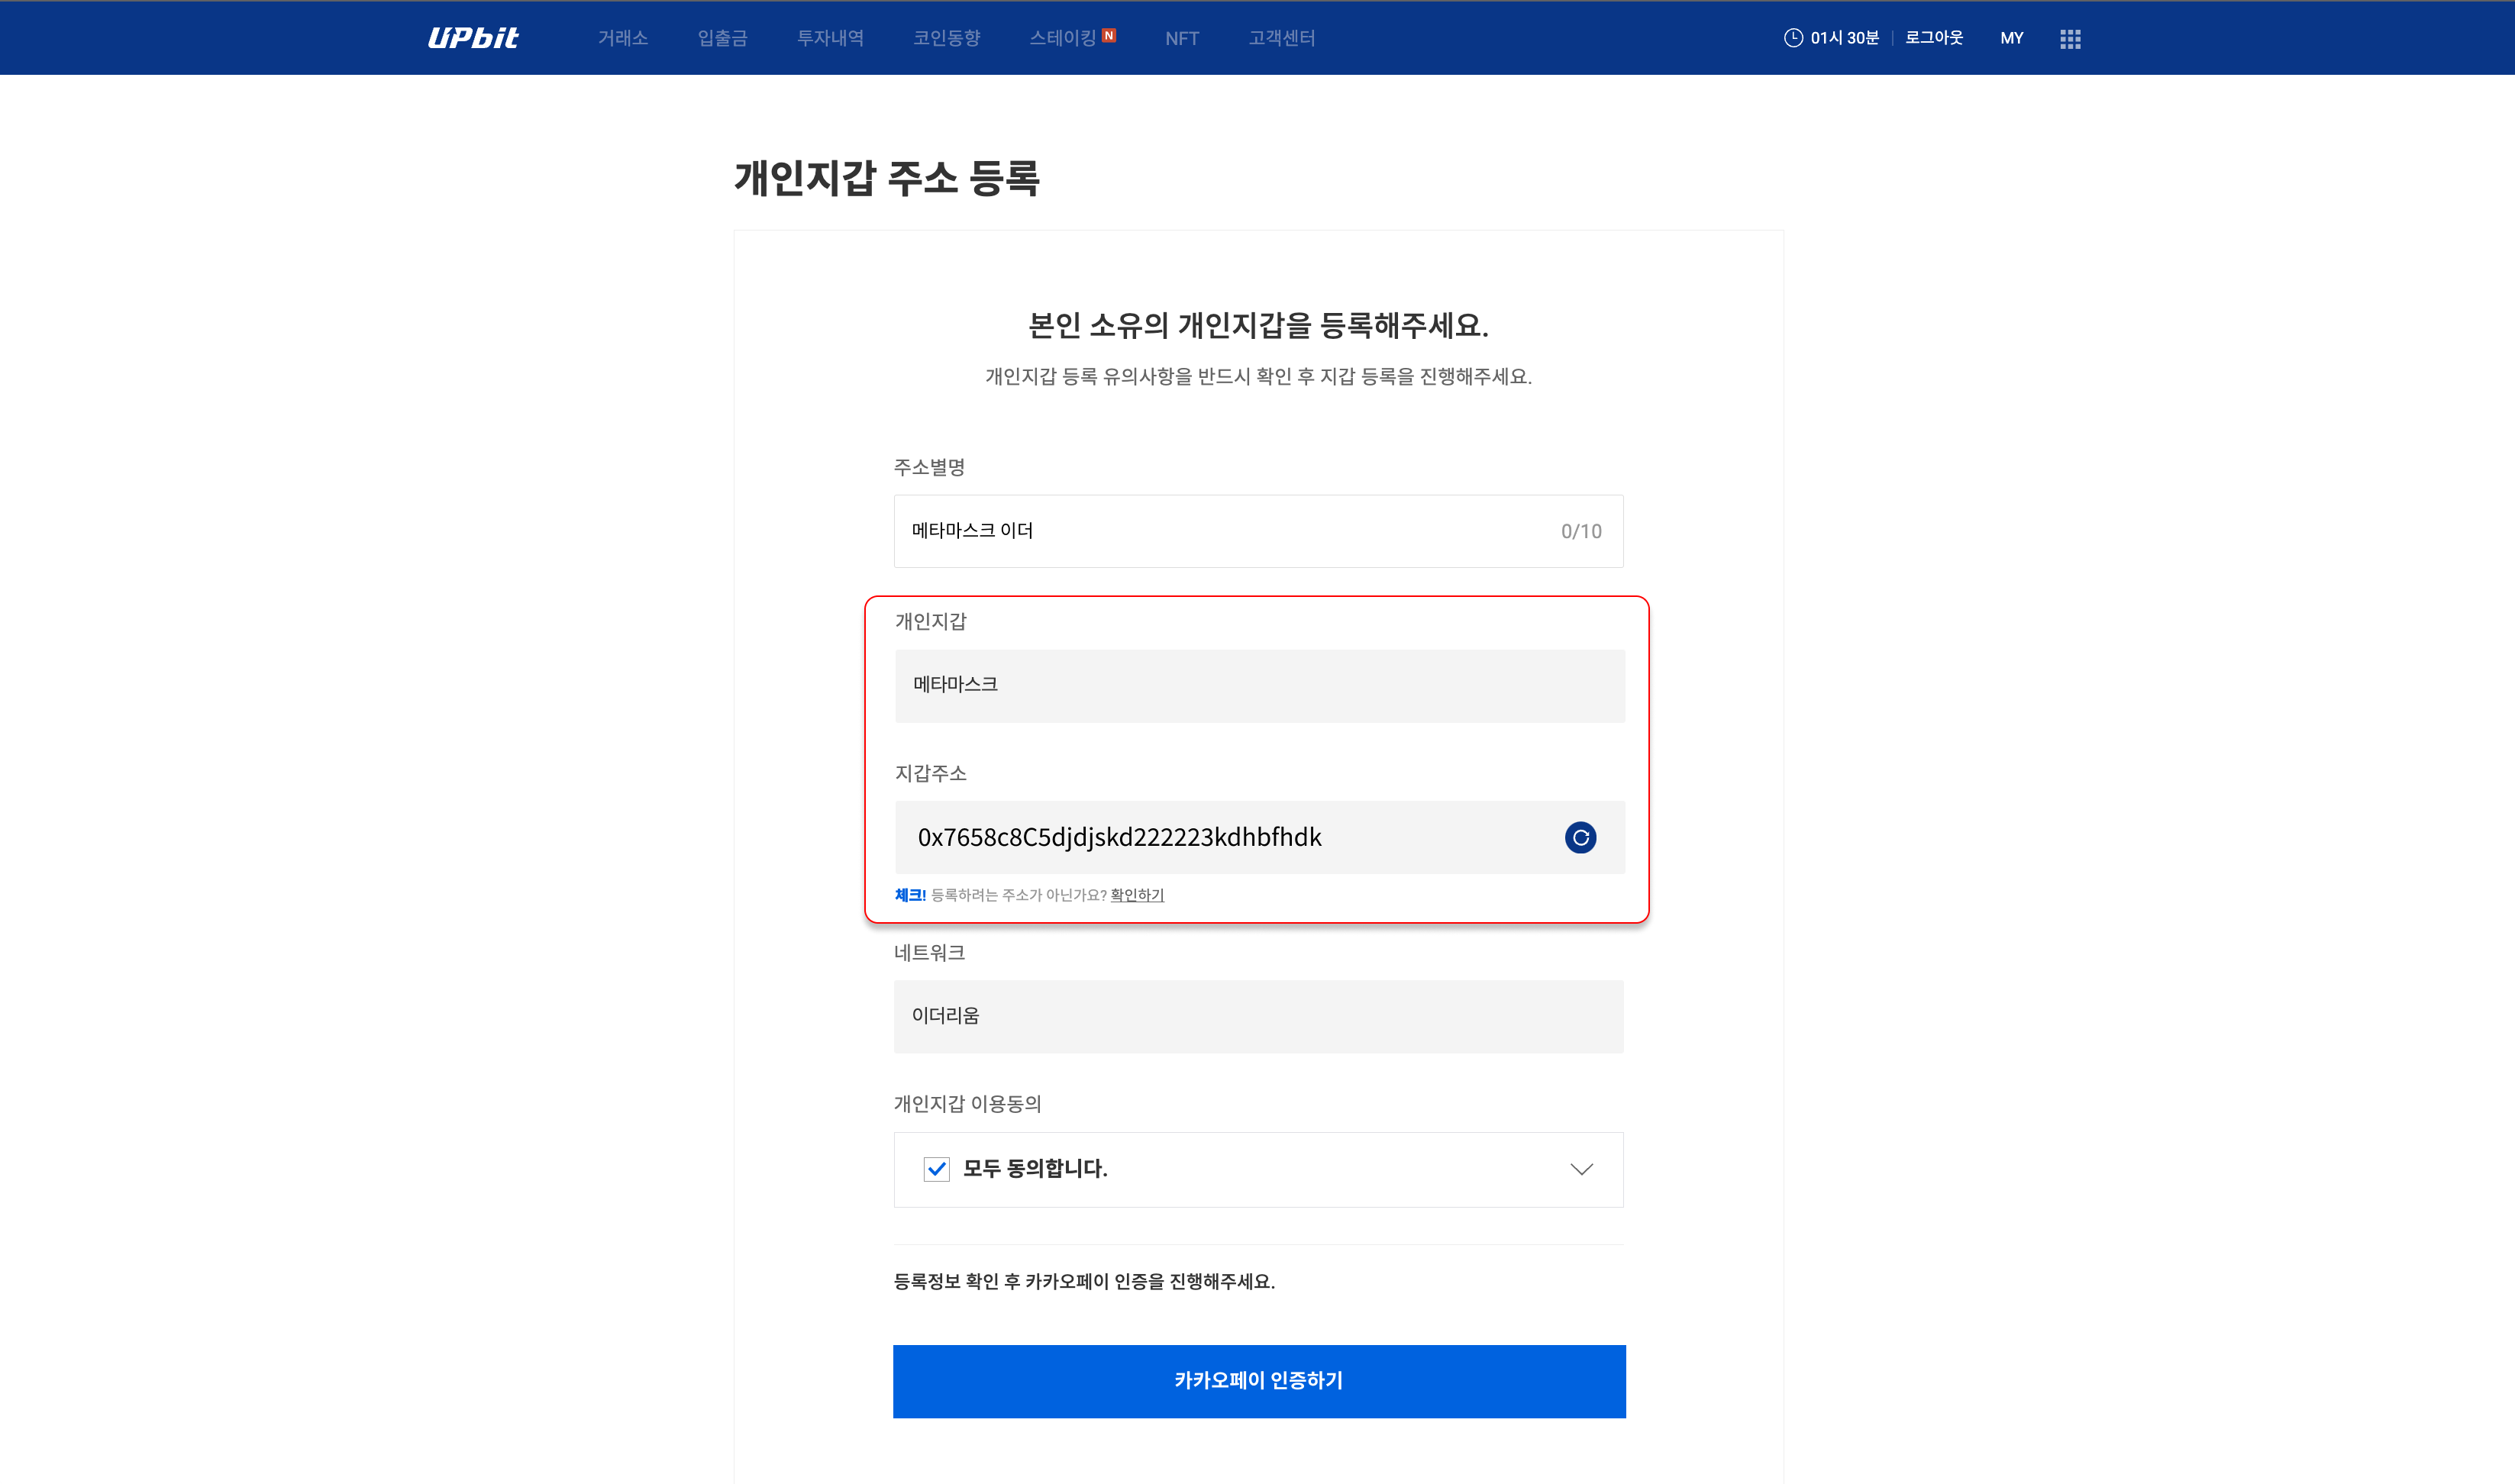 UPbit 거래소 입출금 투자내역 코인동향 스테이킹 N NFT 고객센터 01시 30분 로그아웃 MY
개인지갑 주소 등록
본인 소유의 개인지갑을 등록해주세요.
개인지갑 등록 유의사항을 반드시 확인 후 지갑 등록을 진행해주세요.
주소별명
메타마스크 이더 0/10
개인지갑
메타마스크
지갑주소
0x7658c8C5djdjskd222223kdhbfhdk
체크! 등록하려는 주소가 아닌가요? 확인하기
네트워크
이더리움
개인지갑 이용동의
모두 동의합니다.
등록정보 확인 후 카카오페이 인증을 진행해주세요.
카카오페이 인증하기